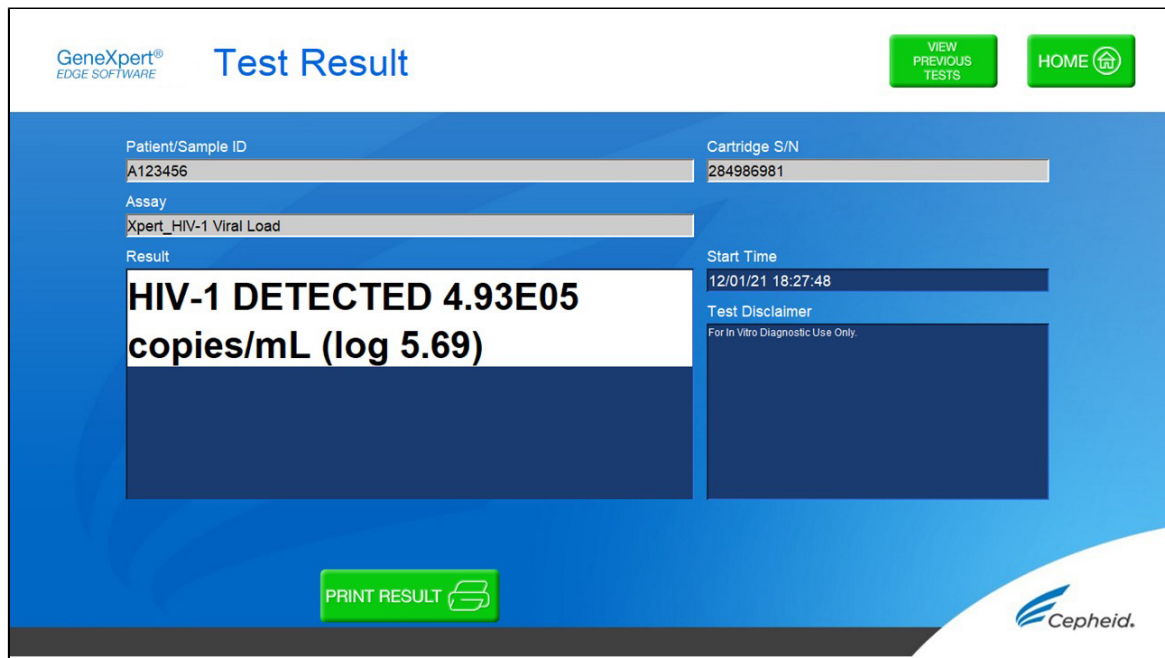 GeneXpert®
EDGE SOFTWARE
Test Result
VIEW
PREVIOUS
TESTS
HOME
Patient/Sample ID
A123456
Cartridge S/N
284986981
Assay
Xpert_HIV-1 Viral Load
Result
HIV-1 DETECTED 4.93E05
copies/mL (log 5.69)
Start Time
12/01/21 18:27:48
Test Disclaimer
For In Vitro Diagnostic Use Only.
PRINT RESULT
Cepheid.